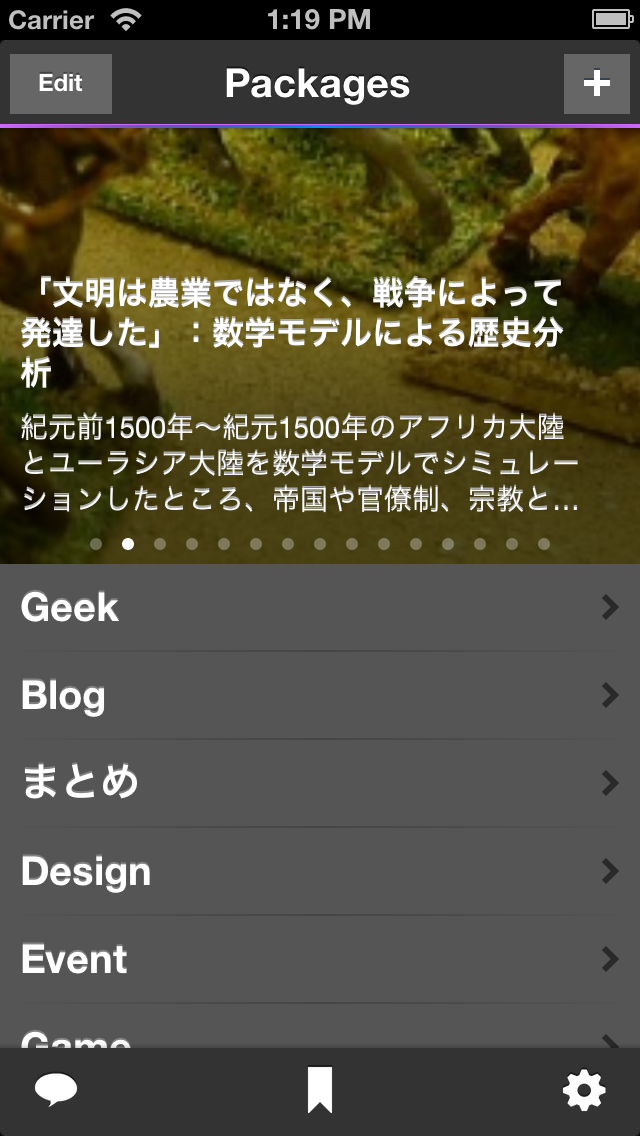 Carrier 1:19 PM
Edit Packages +
「文明は農業ではなく、戦争によって
発達した」：数学モデルによる歴史分
析
紀元前1500年〜紀元1500年のアフリカ大陸
とユーラシア大陸を数学モデルでシミュレー
ションしたところ、帝国や官僚制、宗教と…
Geek
Blog
まとめ
Design
Event
Game